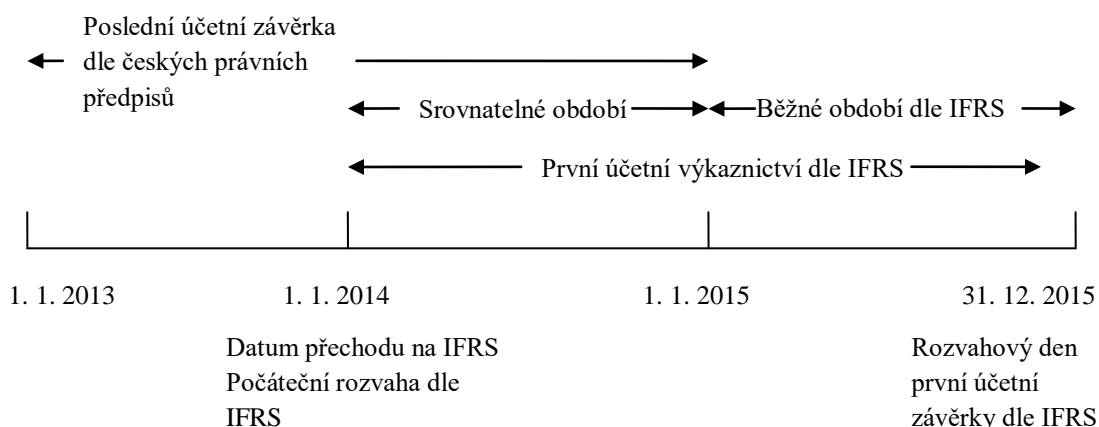 Poslední účetní závěrka
dle českých právních
předpisů
Srovnatelné období
Běžné období dle IFRS
První účetní výkaznictví dle IFRS
1. 1. 2013
1. 1. 2014
1. 1. 2015
31. 12. 2015
Datum přechodu na IFRS
Počáteční rozvaha dle
IFRS
Rozvahový den
první účetní
závěrky dle IFRS